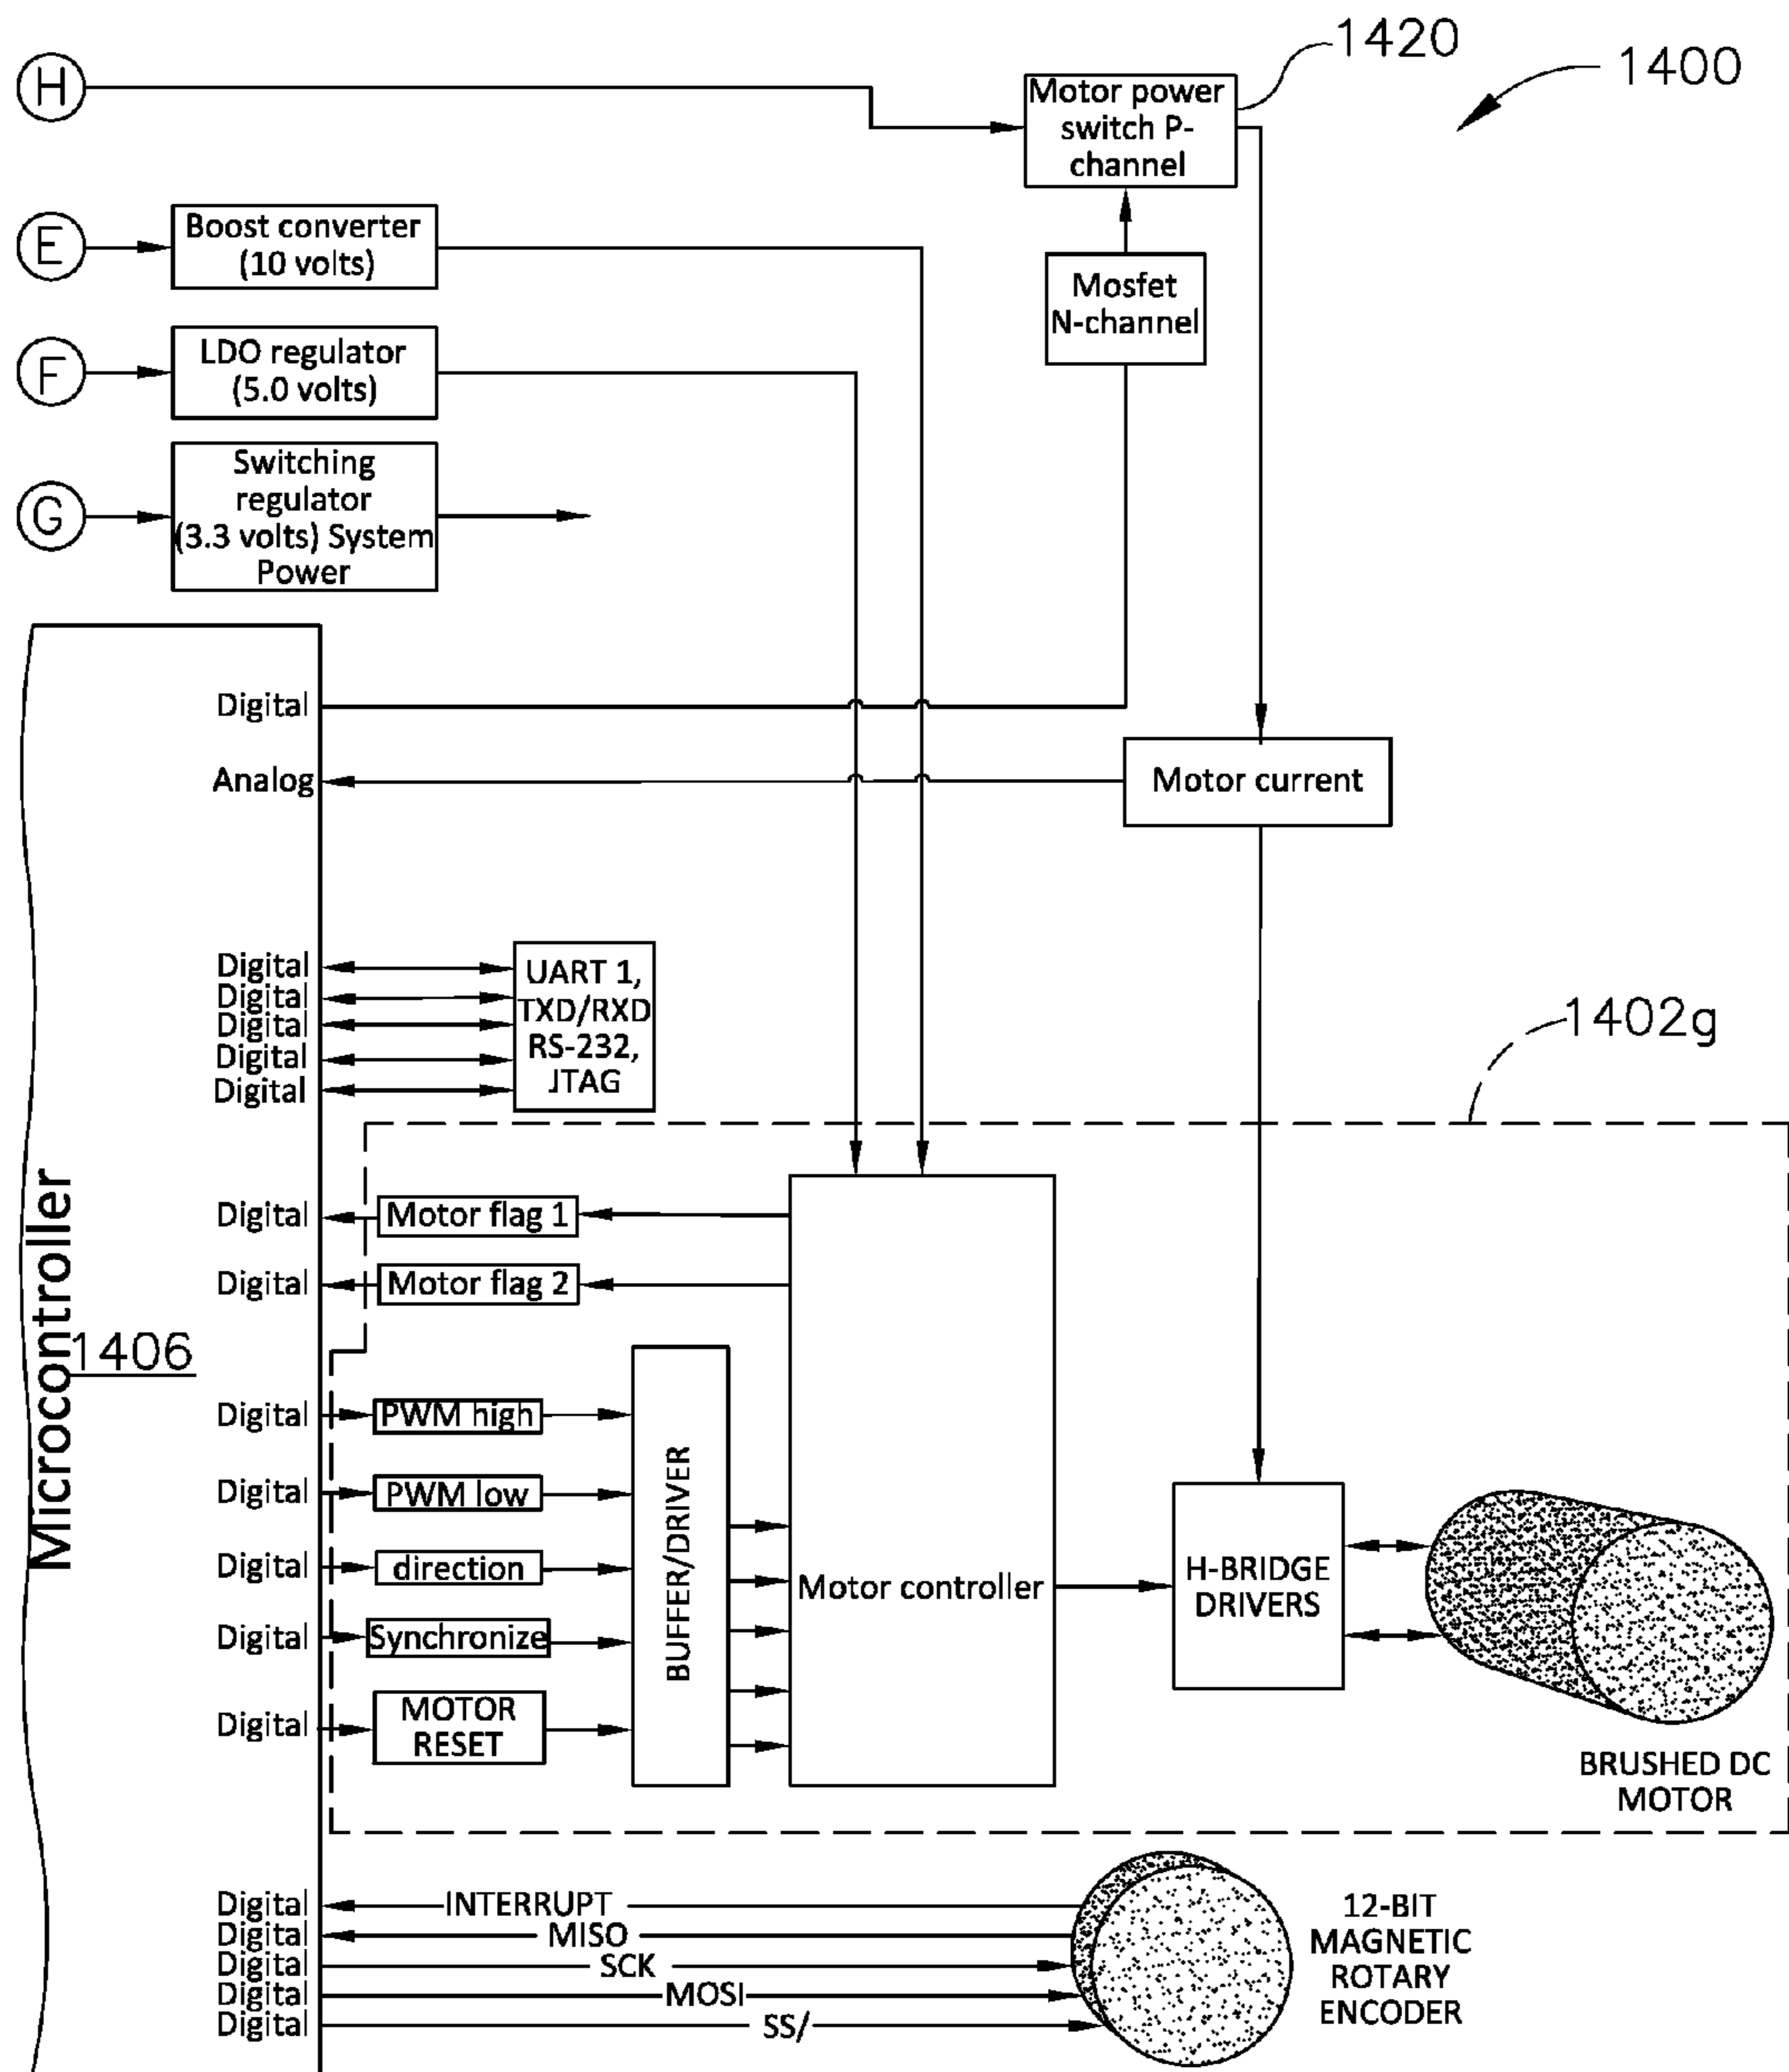 1420
1400
H
Motor power
switch P-
channel
E
Boost converter
(10 volts)
Mosfet
N-channel
F
LDO regulator
(5.0 volts)
G
Switching
regulator
(3.3 volts) System
Power
Digital
Analog
Motor current
Digital
Digital
Digital
Digital
Digital
UART 1,
TXD/RXD
RS-232,
JTAG
1402g
Microcontroller
1406
Digital
Motor flag 1
Digital
Motor flag 2
Digital
PWM high
Digital
PWM low
Digital
direction
Digital
Synchronize
Digital
MOTOR
RESET
BUFFER/DRIVER
Motor controller
H-BRIDGE
DRIVERS
BRUSHED DC
MOTOR
Digital
INTERRUPT
Digital
MISO
Digital
SCK
Digital
MOSI
Digital
SS/
12-BIT
MAGNETIC
ROTARY
ENCODER